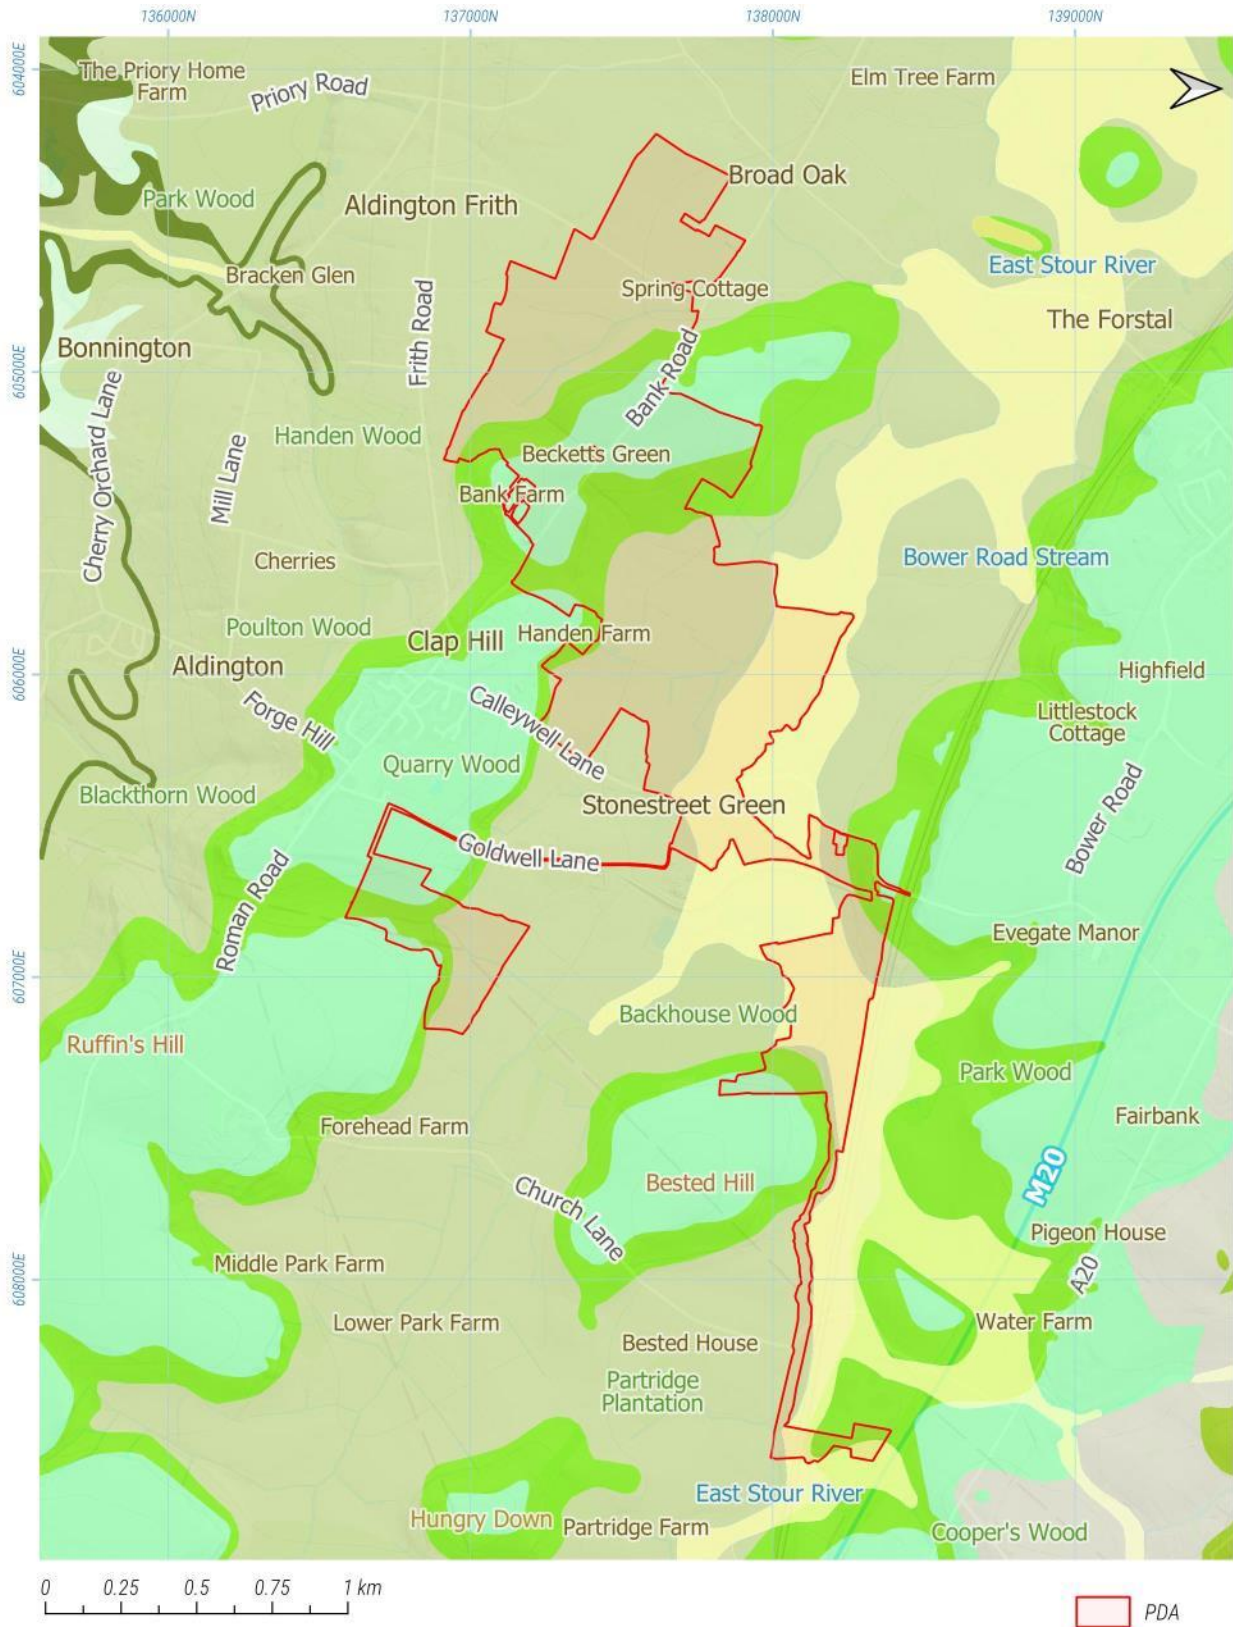 136000N 137000N 138000N 139000N
604000E
The Priory Home
Farm
Priory Road
Elm Tree Farm
Park Wood
Aldington Frith
Broad Oak
Bracken Glen
Spring Cottage
East Stour River
The Forstal
Bonnington
Frith Road
605000E
Bank Road
Cherry Orchard Lane
Mill Lane
Handen Wood
Beckett's Green
Bank Farm
Cherries
Bower Road Stream
Poulton Wood
Clap Hill
Handen Farm
606000E
Aldington
Highfield
Forge Hill
Calleywell Lane
Littlestock
Cottage
Quarry Wood
Blackthorn Wood
Stonestreet Green
Bower Road
Goldwell Lane
Roman Road
Evegate Manor
607000E
Backhouse Wood
Ruffin's Hill
Park Wood
Forehead Farm
Fairbank
Church Lane
Bested Hill
M20
Pigeon House
608000E
Middle Park Farm
A20
Lower Park Farm
Water Farm
Bested House
Partridge
Plantation
East Stour River
Hungry Down
Partridge Farm
Cooper's Wood
0 0.25 0.5 0.75 1 km
PDA